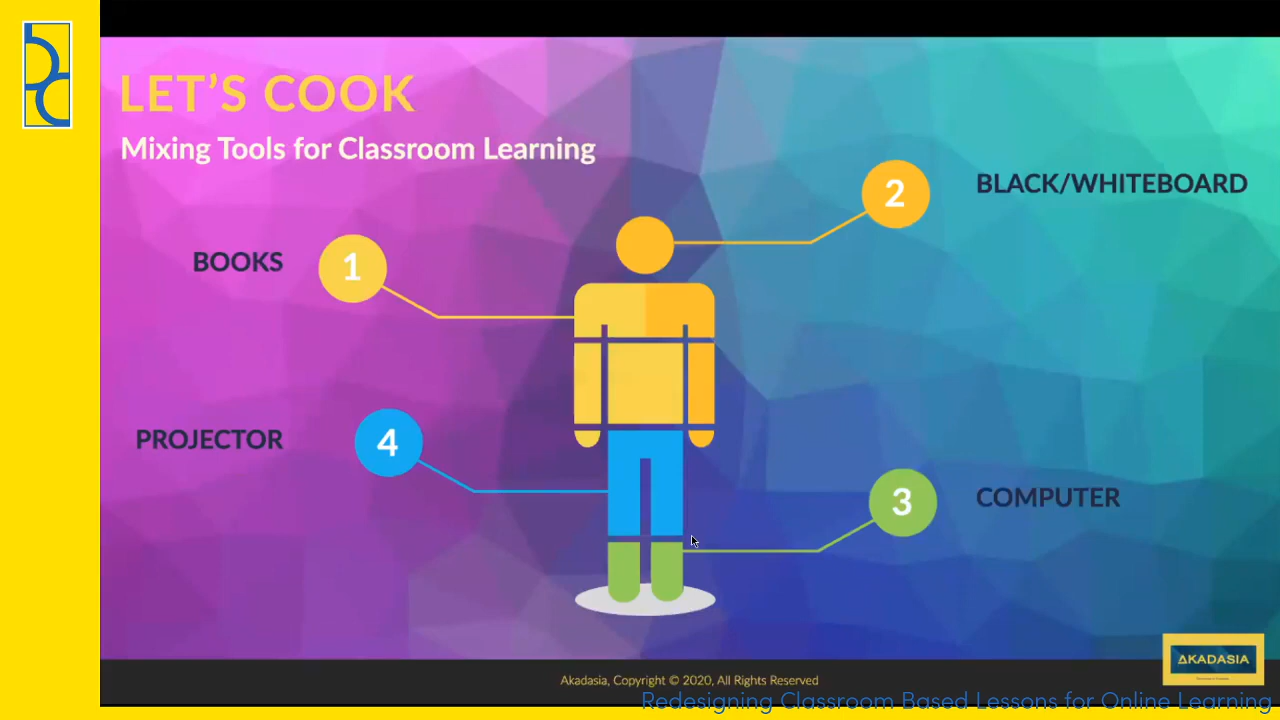 LET'S COOK
Mixing Tools for Classroom Learning
2
BLACK/WHITEBOARD
BOOKS
1
PROJECTOR
4
3
COMPUTER
AKADASIA
Akadasia, Copyright © 2020, All Rights Reserved
Redesigning Classroom Based Lessons for Online Learning